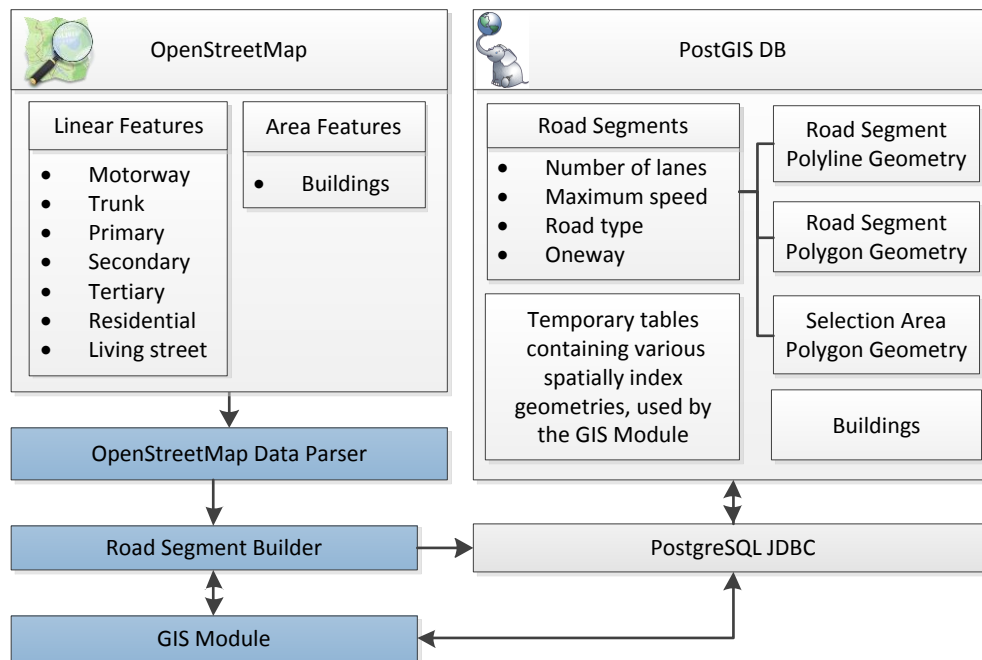 OpenStreetMap
Linear Features
• Motorway
• Trunk
• Primary
• Secondary
• Tertiary
• Residential
• Living street
Area Features
• Buildings
OpenStreetMap Data Parser
Road Segment Builder
GIS Module
PostGIS DB
Road Segments
• Number of lanes
• Maximum speed
• Road type
• Oneway
Road Segment
Polyline Geometry
Road Segment
Polygon Geometry
Selection Area
Polygon Geometry
Temporary tables
containing various
spatially index
geometries, used by
the GIS Module
Buildings
PostgreSQL JDBC